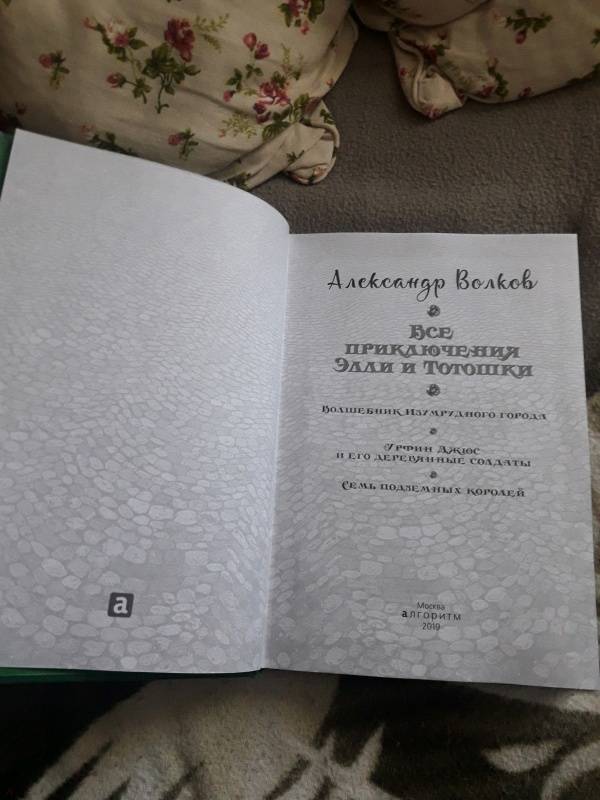 Александр Волков
Все
приключения
Элли и Тотошки
Волшебник Изумрудного города
Урфин Джюс
и его деревянные солдаты
Семь подземных королей
а
Москва
алгоритм
2019